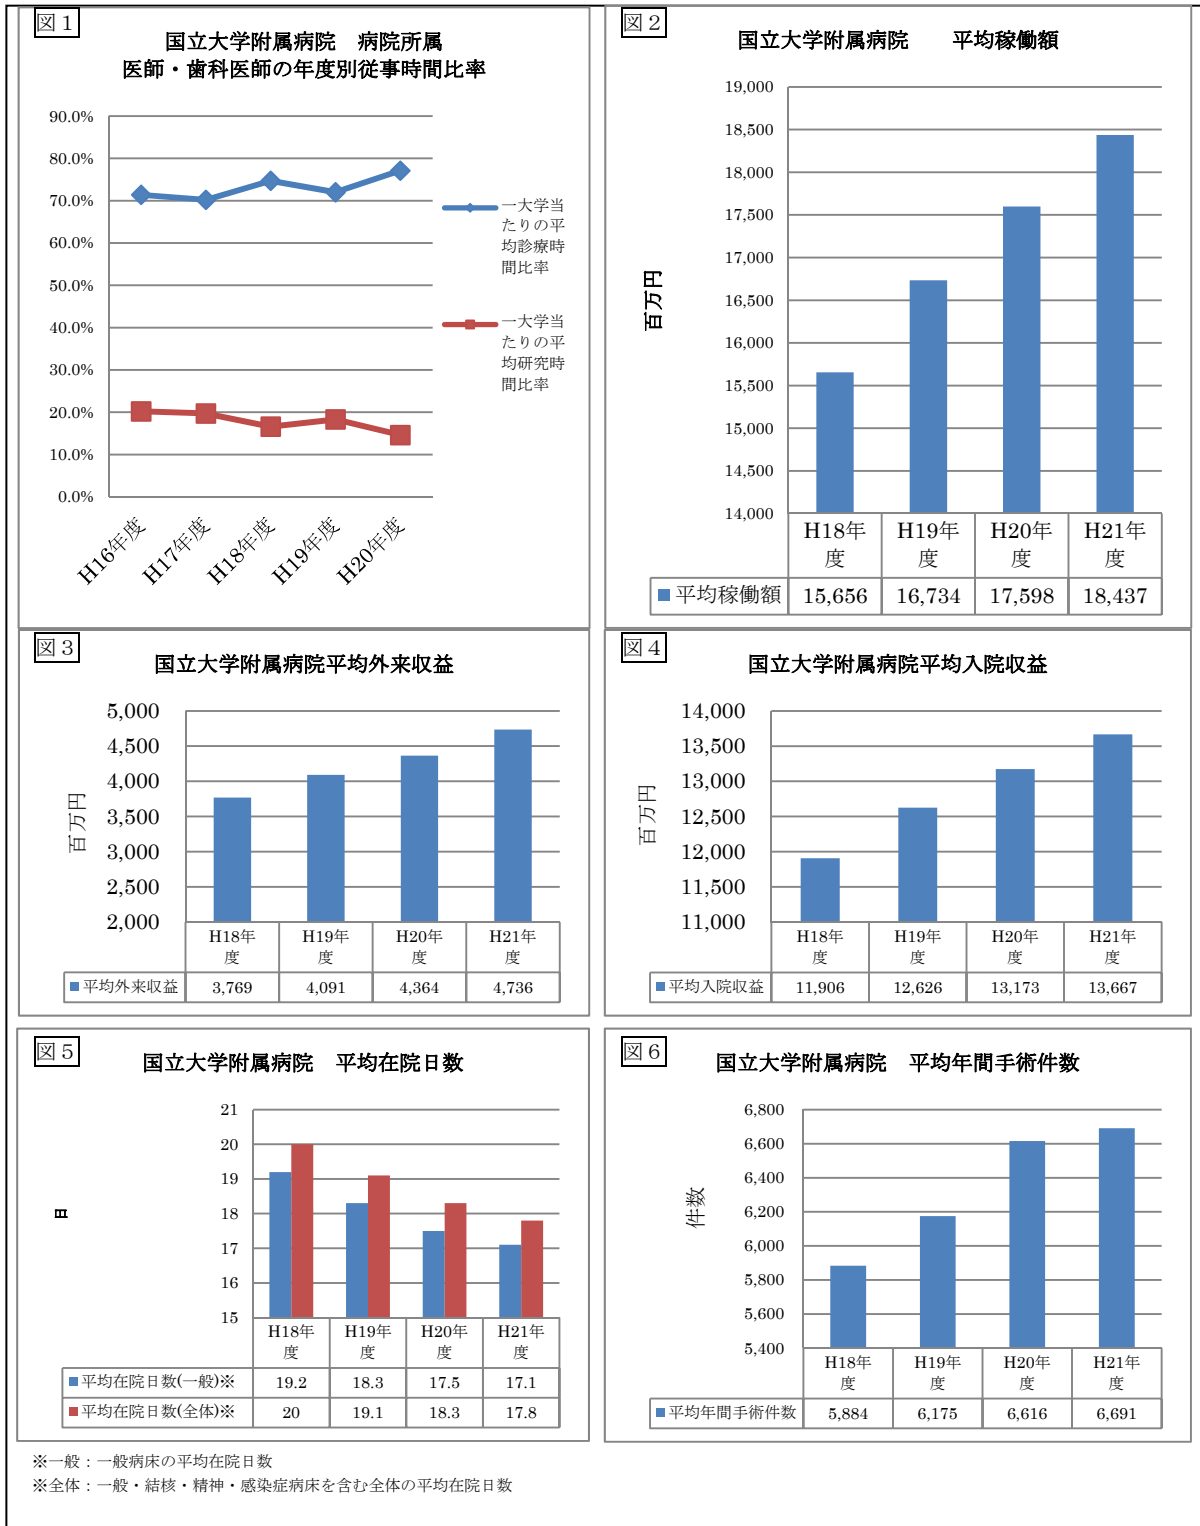 図１
国立大学附属病院　病院所属
医師・歯科医師の年度別従事時間比率
90.0%
80.0%
70.0%
60.0%
50.0%
40.0%
30.0%
20.0%
10.0%
0.0%
H16年度
H17年度
H18年度
H19年度
H20年度
一大学当
たりの平
均診療時
間比率
一大学当
たりの平
均研究時
間比率
図２
国立大学附属病院　平均稼働額
百万円
19,000
18,500
18,000
17,500
17,000
16,500
16,000
15,500
15,000
14,500
14,000
H18年度 H19年度 H20年度 H21年度
平均稼働額 15,656 16,734 17,598 18,437
図３
国立大学附属病院平均外来収益
百万円
5,000
4,500
4,000
3,500
3,000
2,500
2,000
H18年度 H19年度 H20年度 H21年度
平均外来収益 3,769 4,091 4,364 4,736
図４
国立大学附属病院平均入院収益
百万円
14,000
13,500
13,000
12,500
12,000
11,500
11,000
H18年度 H19年度 H20年度 H21年度
平均入院収益 11,906 12,626 13,173 13,667
図５
国立大学附属病院　平均在院日数
日
21
20
19
18
17
16
15
H18年度 H19年度 H20年度 H21年度
平均在院日数(一般)※ 19.2 18.3 17.5 17.1
平均在院日数(全体)※ 20 19.1 18.3 17.8
図６
国立大学附属病院　平均年間手術件数
件数
6,800
6,600
6,400
6,200
6,000
5,800
5,600
5,400
H18年度 H19年度 H20年度 H21年度
平均年間手術件数 5,884 6,175 6,616 6,691
※一般：一般病床の平均在院日数
※全体：一般・結核・精神・感染症病床を含む全体の平均在院日数